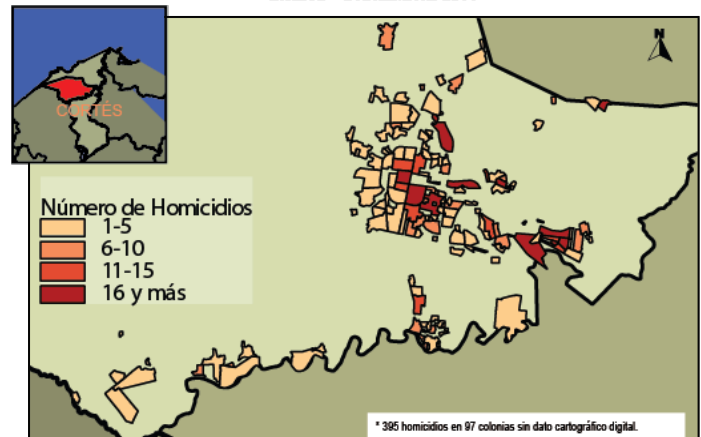 N
CORTÉS
Número de Homicidios
1-5
6-10
11-15
16 y más
* 395 homicidios en 97 colonias sin dato cartográfico digital.